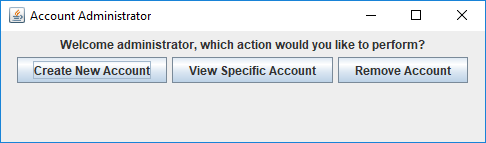 Account Administrator
Welcome administrator, which action would you like to perform?
Create New Account View Specific Account Remove Account